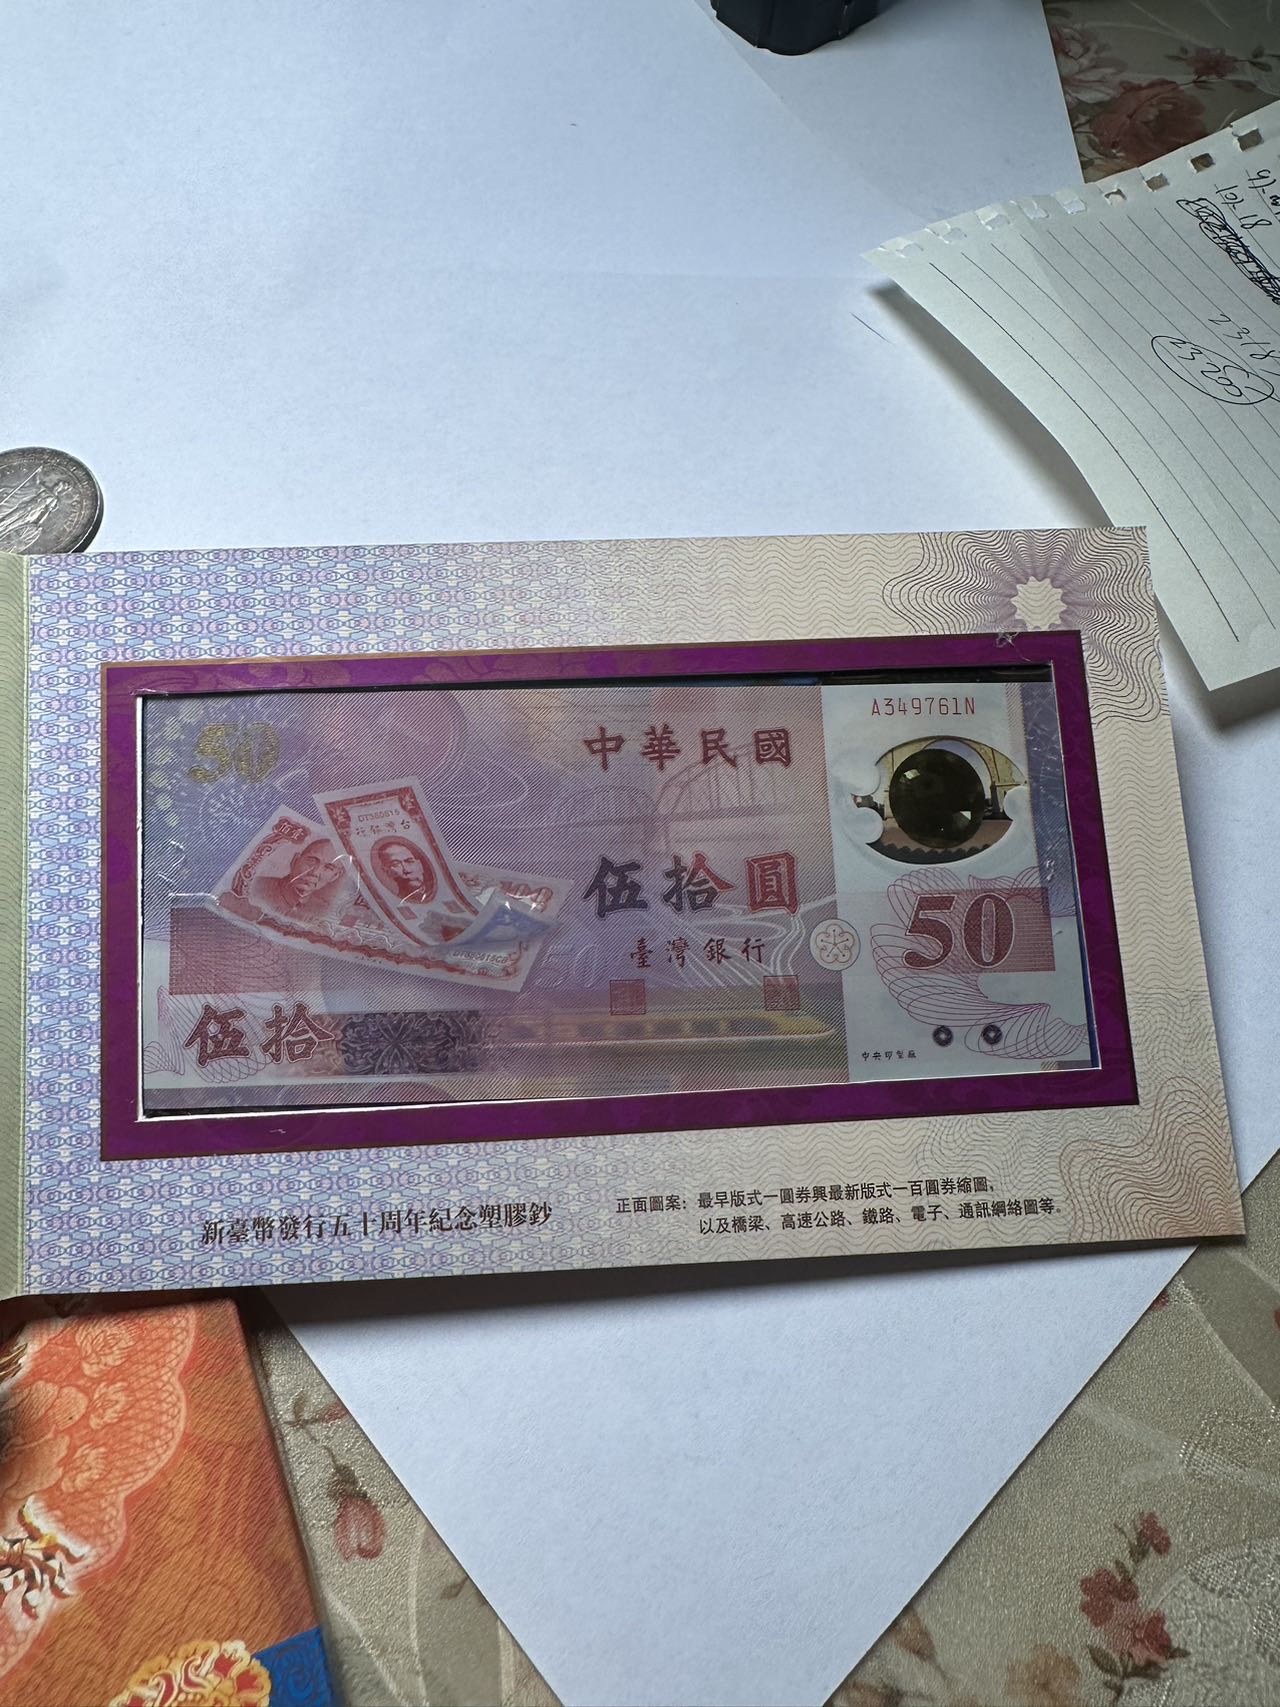 A349761N
50
中華民國
伍拾圓
臺灣銀行
50
伍拾
中央印製廠
新臺幣發行五十周年紀念塑膠鈔
正面圖案：最早版式一圓券與最新版式一百圓券縮圖，
以及橋梁、高速公路、鐵路、電子、通訊網絡圖等。